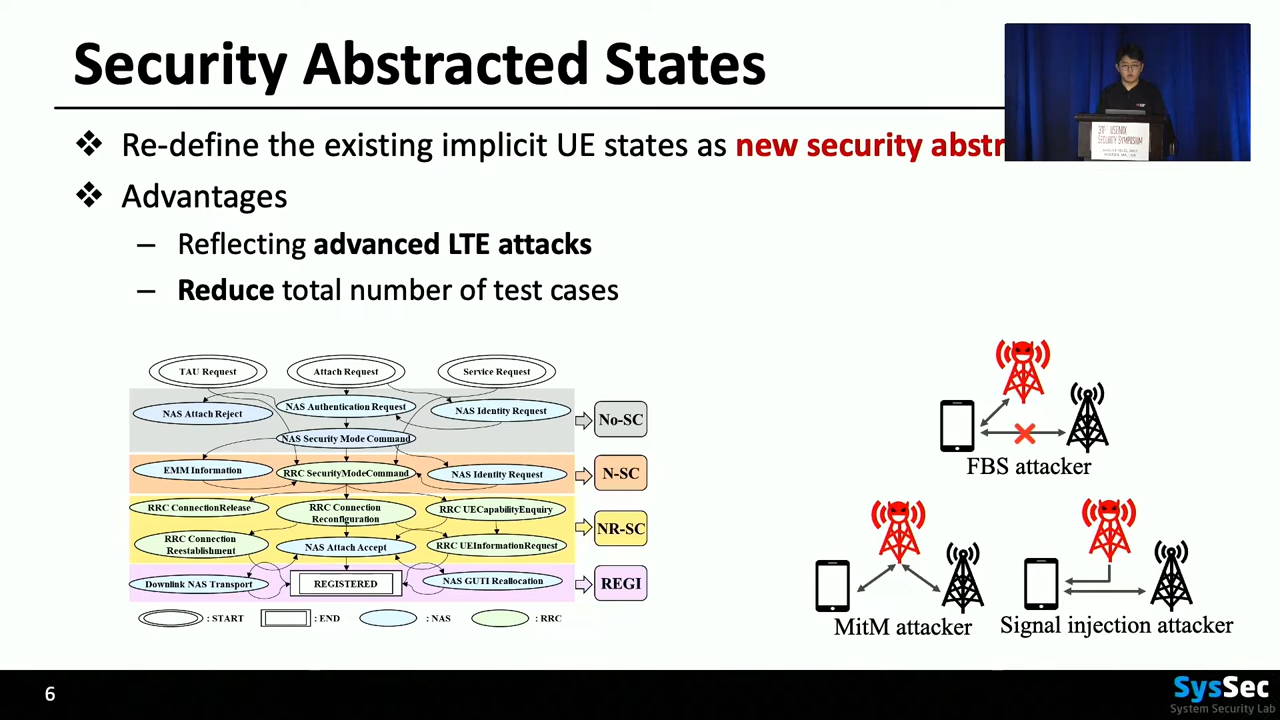 Security Abstracted States
❖ Re-define the existing implicit UE states as new security abstr
❖ Advantages
– Reflecting advanced LTE attacks
– Reduce total number of test cases
31st USENIX
SECURITY SYMPOSIUM
TAU Request
Attach Request
Service Request
NAS Attach Reject
NAS Authentication Request
NAS Identity Request
NAS Security Mode Command
No-SC
EMM Information
RRC SecurityModeCommand
NAS Identity Request
N-SC
RRC ConnectionRelease
RRC Connection
Reconfiguration
RRC UECapabilityEnquiry
RRC Connection
Reestablishment
NAS Attach Accept
RRC UEInformationRequest
NR-SC
Downlink NAS Transport
REGISTERED
NAS GUTI Reallocation
REGI
: START
: END
: NAS
: RRC
FBS attacker
MitM attacker
Signal injection attacker
6
SysSec
System Security Lab